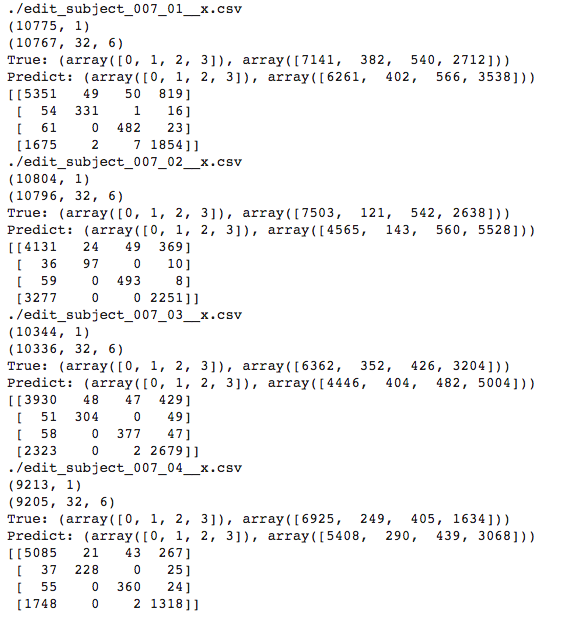 ./edit_subject_007_01__x.csv
(10775, 1)
(10767, 32, 6)
True: (array([0, 1, 2, 3]), array([7141,  382,  540, 2712]))
Predict: (array([0, 1, 2, 3]), array([6261,  402,  566, 3538]))
[[5351   49   50  819]
 [  54  331    1   16]
 [  61    0  482   23]
 [1675    2    7 1854]]
./edit_subject_007_02__x.csv
(10804, 1)
(10796, 32, 6)
True: (array([0, 1, 2, 3]), array([7503,  121,  542, 2638]))
Predict: (array([0, 1, 2, 3]), array([4565,  143,  560, 5528]))
[[4131   24   49  369]
 [  36   97    0   10]
 [  59    0  493    8]
 [3277    0    0 2251]]
./edit_subject_007_03__x.csv
(10344, 1)
(10336, 32, 6)
True: (array([0, 1, 2, 3]), array([6362,  352,  426, 3204]))
Predict: (array([0, 1, 2, 3]), array([4446,  404,  482, 5004]))
[[3930   48   47  429]
 [  51  304    0   49]
 [  58    0  377   47]
 [2323    0    2 2679]]
./edit_subject_007_04__x.csv
(9213, 1)
(9205, 32, 6)
True: (array([0, 1, 2, 3]), array([6925,  249,  405, 1634]))
Predict: (array([0, 1, 2, 3]), array([5408,  290,  439, 3068]))
[[5085   21   43  267]
 [  37  228    0   25]
 [  55    0  360   24]
 [1748    0    2 1318]]